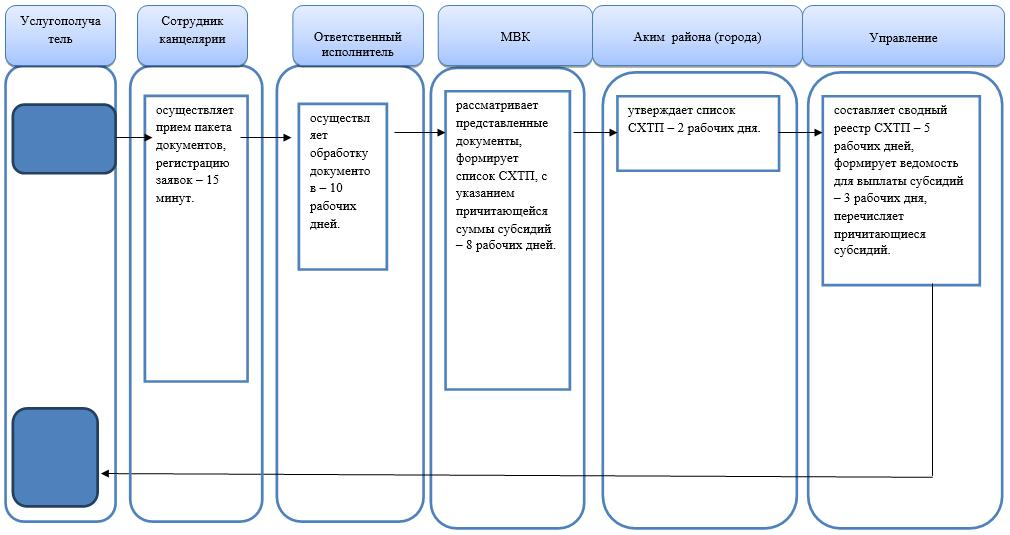 Услугополуча
тель
Сотрудник
канцелярии
Ответственный
исполнитель
МВК
Аким района (города)
Управление
осуществляет
прием пакета
документов,
регистрацию
заявок – 15
минут.
осуществл
яет
обработку
документо
в – 10
рабочих
дней.
рассматривает
представленные
документы,
формирует
список СХТП, с
указанием
причитающейся
суммы субсидий
– 8 рабочих дней.
утверждает список
СХТП – 2 рабочих дня.
составляет сводный
реестр СХТП – 5
рабочих дней,
формирует ведомость
для выплаты субсидий
– 3 рабочих дня,
перечисляет
причитающиеся
субсидий.